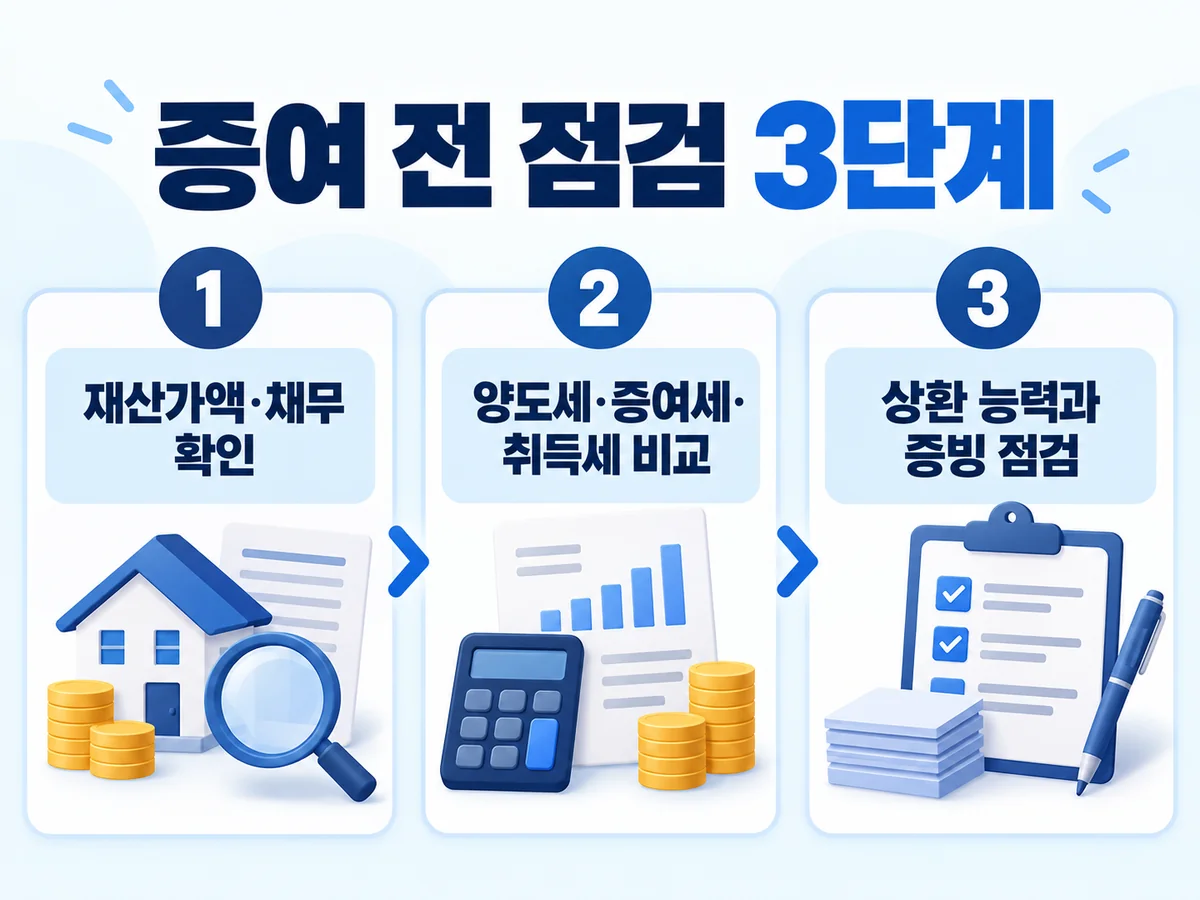 증여 전 점검 3단계
1
재산가액·채무
확인
2
양도세·증여세·
취득세 비교
3
상환 능력과
증빙 점검